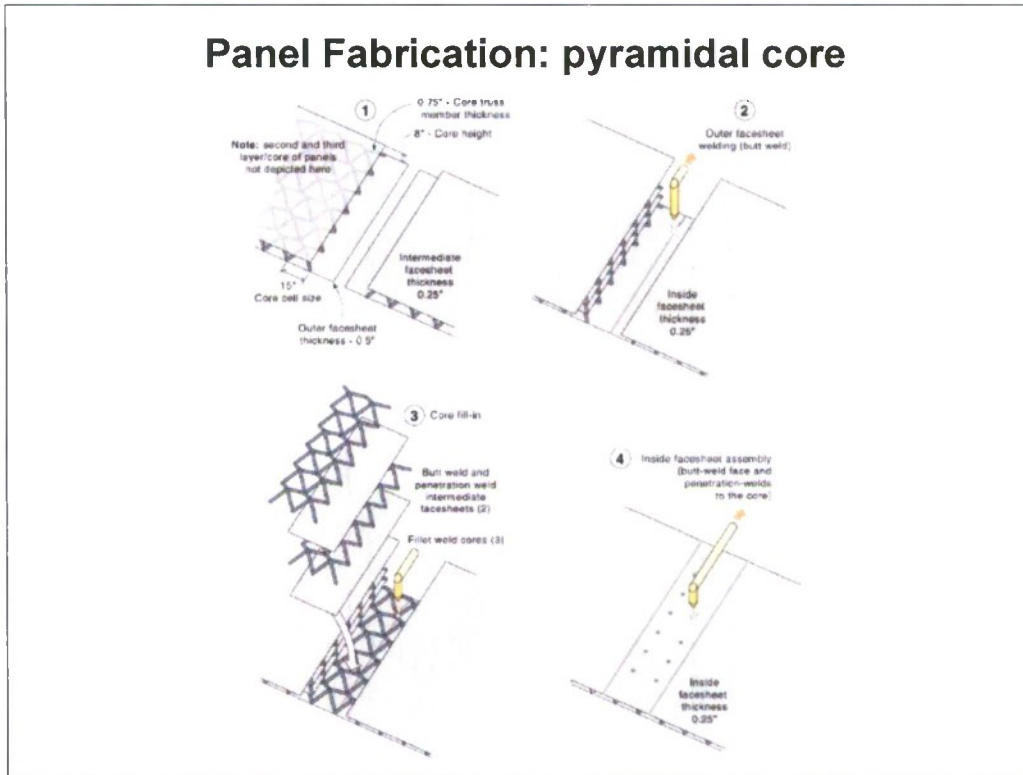 Panel Fabrication: pyramidal core
1
0.75" - Core truss
member thickness
8" - Core height
Note: second and third
layer/core of panels
not depicted here
Intermediate
facesheet
thickness
0.25"
15"
Core cell size
Outer facesheet
thickness - 0.5"
2
Outer facesheet
welding (butt weld)
Inside
facesheet
thickness
0.25"
3 Core fill-in
Butt weld and
penetration weld
intermediate
facesheets (2)
Fillet weld cores (3)
4 Inside facesheet assembly
(butt-weld face and
penetration-welds
to the core)
Inside
facesheet
thickness
0.25"